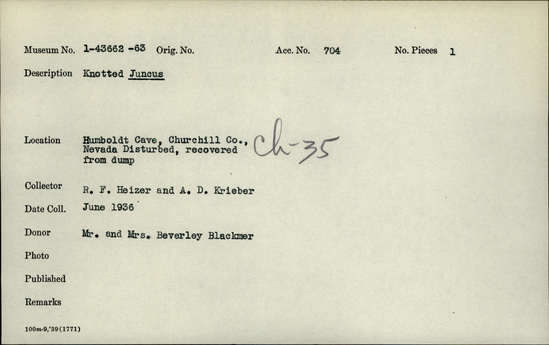 Museum No. 1-43662 -63 Orig. No. Acc. No. 704 No. Pieces 1
Description Knotted Juncus
Location Humboldt Cave, Churchill Co., Ch-35
Nevada Disturbed, recovered
from dump
Collector R. F. Heizer and A. D. Krieber
Date Coll. June 1936
Donor Mr. and Mrs. Beverley Blackmer
Photo
Published
Remarks
100m-9,'39(1771)